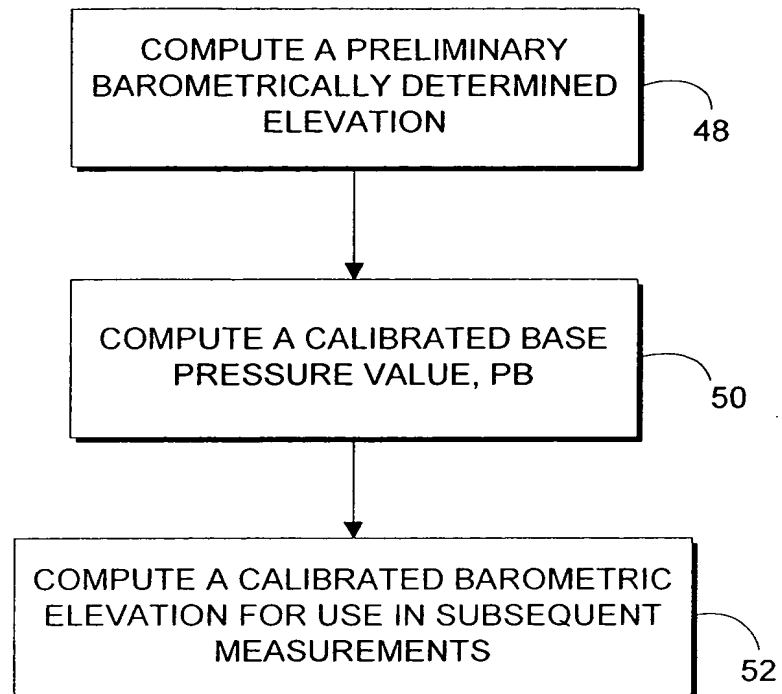 COMPUTE A PRELIMINARY
BAROMETRICALLY DETERMINED
ELEVATION
48
COMPUTE A CALIBRATED BASE
PRESSURE VALUE, PB
50
COMPUTE A CALIBRATED BAROMETRIC
ELEVATION FOR USE IN SUBSEQUENT
MEASUREMENTS
52